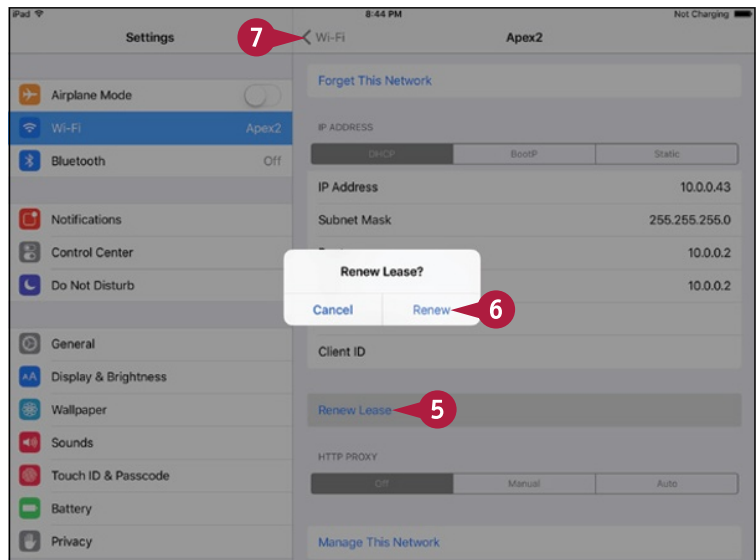 iPad 8:44 PM Not Charging
Settings 7 Wi-Fi Apex2
Forget This Network
Airplane Mode
Wi-Fi Apex2 IP ADDRESS
Bluetooth Off DHCP BootP Static
IP Address 10.0.0.43
Notifications Subnet Mask 255.255.255.0
Control Center 10.0.0.2
Renew Lease?
Do Not Disturb 10.0.0.2
Cancel Renew 6
General Client ID
Display & Brightness
Wallpaper Renew Lease 5
Sounds
HTTP PROXY
Touch ID & Passcode Off Manual Auto
Battery
Privacy Manage This Network